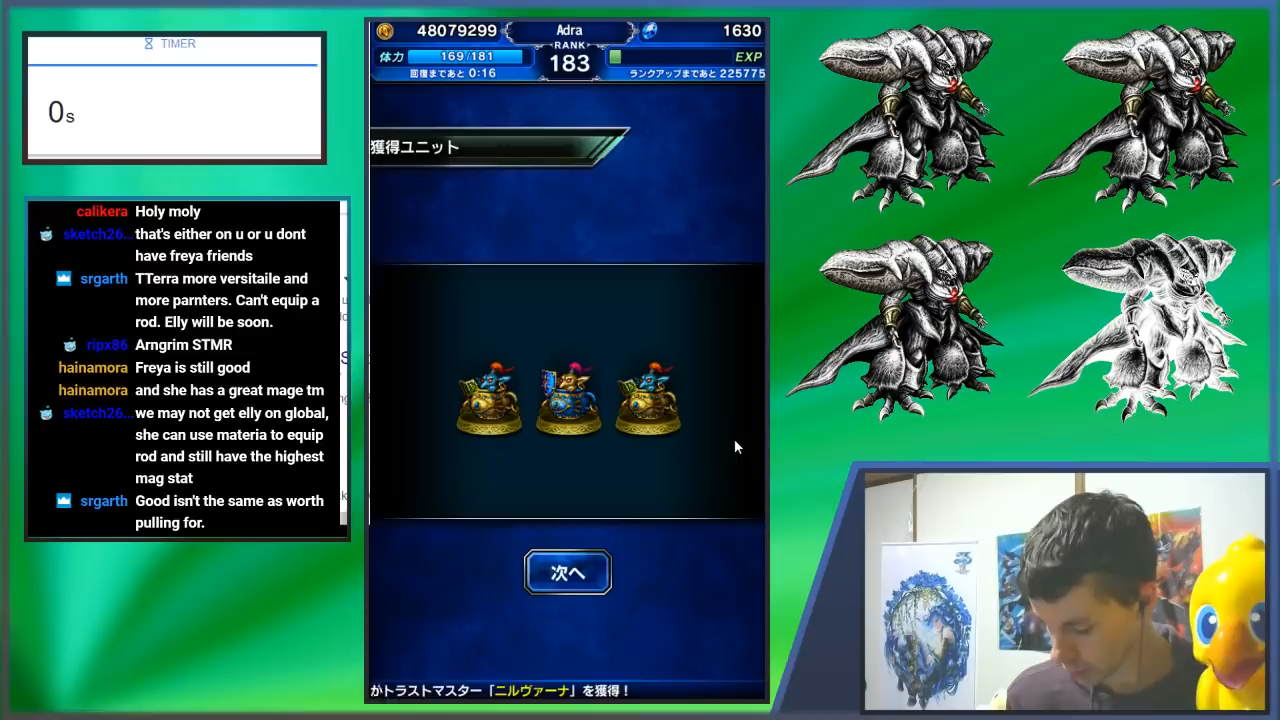 TIMER
0s
calikera Holy moly
sketch26... that's either on u or u dont
have freya friends
srgarth TTerra more versitaile and
more parnters. Can't equip a
rod. Elly will be soon.
ripx86 Arngrim STMR
hainamora Freya is still good
hainamora and she has a great mage tm
sketch26... we may not get elly on global,
she can use materia to equip
rod and still have the highest
mag stat
srgarth Good isn't the same as worth
pulling for.
48079299 Adra 1630
体力 169/181 RANK 183 EXP
回復まであと 0:16 ランクアップまであと 225775
獲得ユニット
次へ
がトラストマスター「ニルヴァーナ」を獲得！